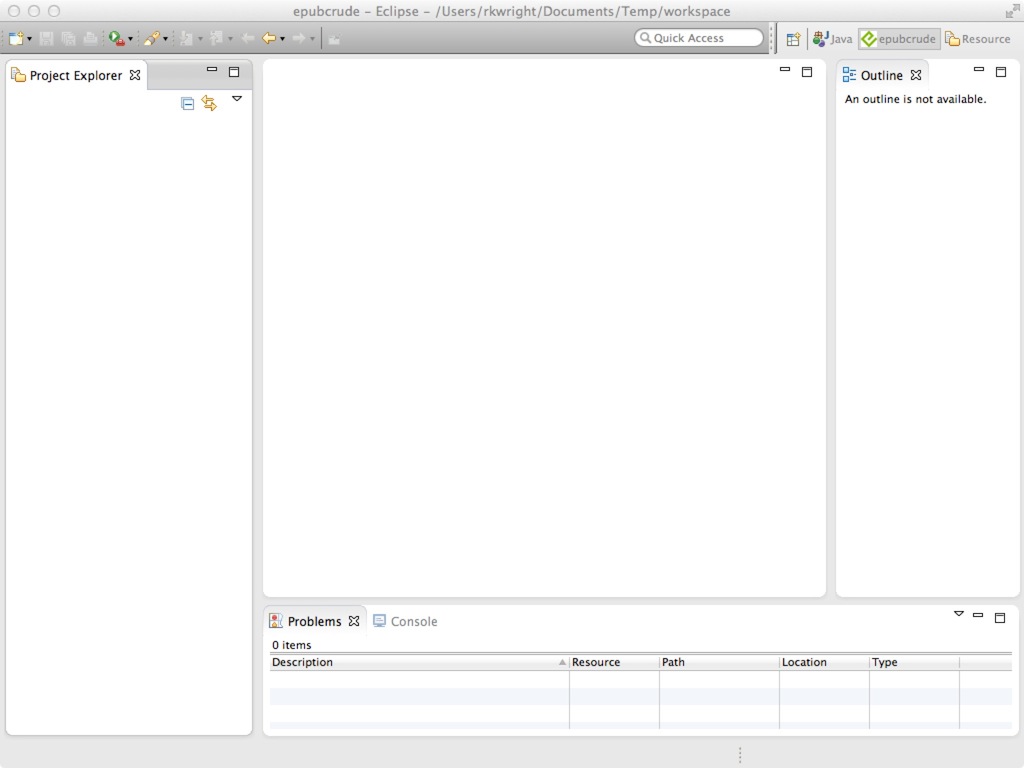 epubcrude – Eclipse – /Users/rkwright/Documents/Temp/workspace
Quick Access
Java
epubcrude
Resource
Project Explorer
Outline
An outline is not available.
Problems
Console
0 items
Description Resource Path Location Type